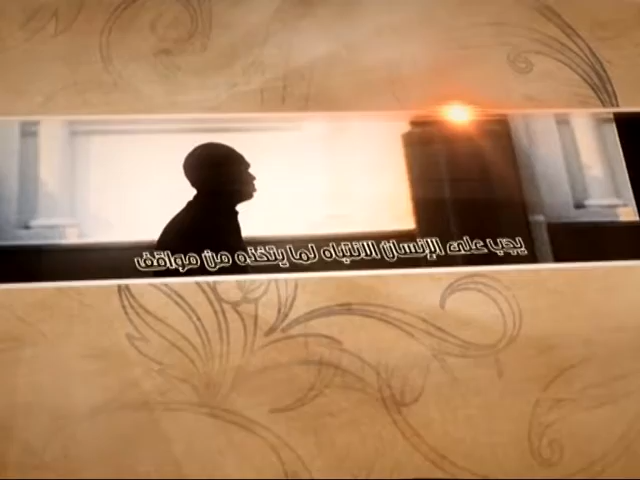 يجب على الإنسان الانتباه لما يتخذه من مواقف